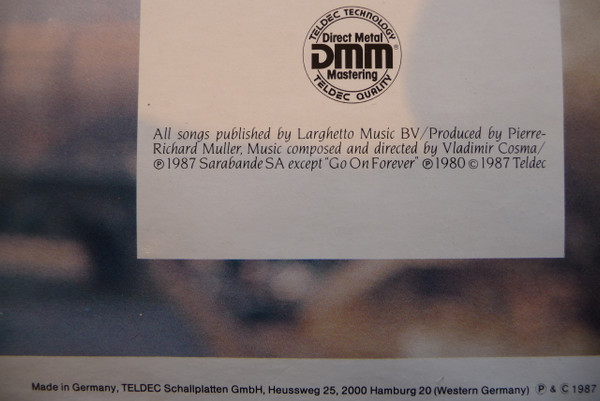 TELDEC TECHNOLOGY
Direct Metal
DMM®
Mastering
TELDEC QUALITY
All songs published by Larghetto Music BV/Produced by Pierre-
Richard Muller, Music composed and directed by Vladimir Cosma/
℗1987 Sarabande SA except "Go On Forever" ℗1980 ©1987 Teldec
Made in Germany, TELDEC Schallplatten GmbH, Heussweg 25, 2000 Hamburg 20 (Western Germany) ℗ & © 1987